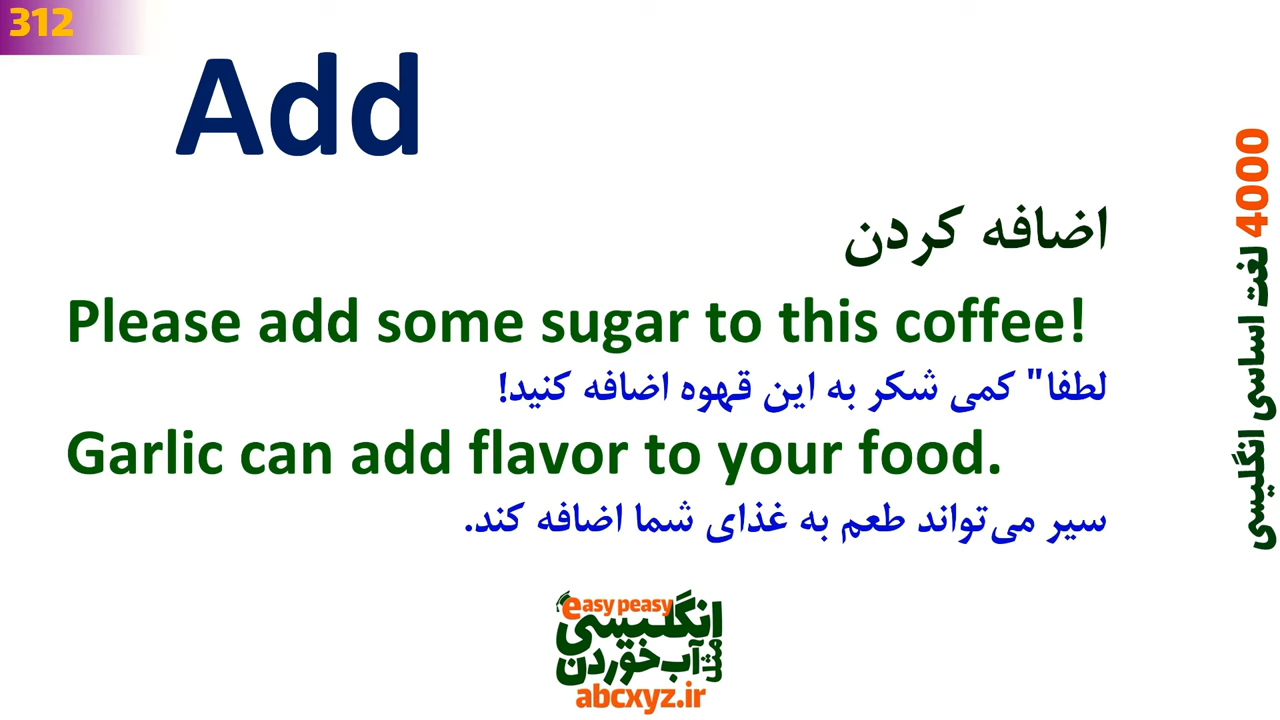 312
Add
اضافه کردن
Please add some sugar to this coffee!
لطفا" کمی شکر به این قهوه اضافه کنید!
Garlic can add flavor to your food.
سیر می‌تواند طعم به غذای شما اضافه کند.
4000 لغت اساسی انگلیسی
easy peasy
انگلیسی
مثل آب خوردن
abcxyz.ir